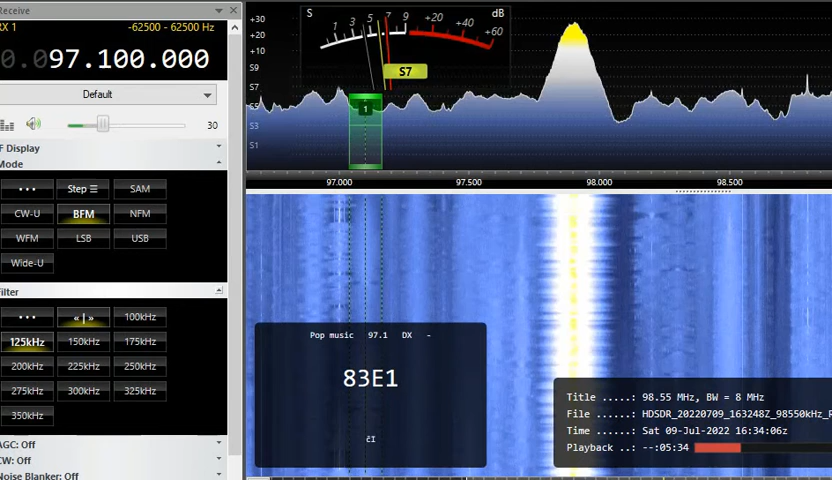 Receive
RX 1 -62500 - 62500 Hz
0.097.100.000
Default
30
IF Display
Mode
... Step ☰ SAM
CW-U BFM NFM
WFM LSB USB
Wide-U
Filter
... « | » 100kHz
125kHz 150kHz 175kHz
200kHz 225kHz 250kHz
275kHz 300kHz 325kHz
350kHz
AGC: Off
CW: Off
Noise Blanker: Off
S dB
1 3 5 7 9 +20 +40 +60
S7
+30
+20
+10
S9
S7
S5
S3
S1
1
97.000 97.500 98.000 98.500
Pop music 97.1 DX -
83E1
čI
Title .....: 98.55 MHz, BW = 8 MHz
File ......: HDSDR_20220709_163248Z_98550kHz_R
Time ......: Sat 09-Jul-2022 16:34:06z
Playback ..: --:05:34